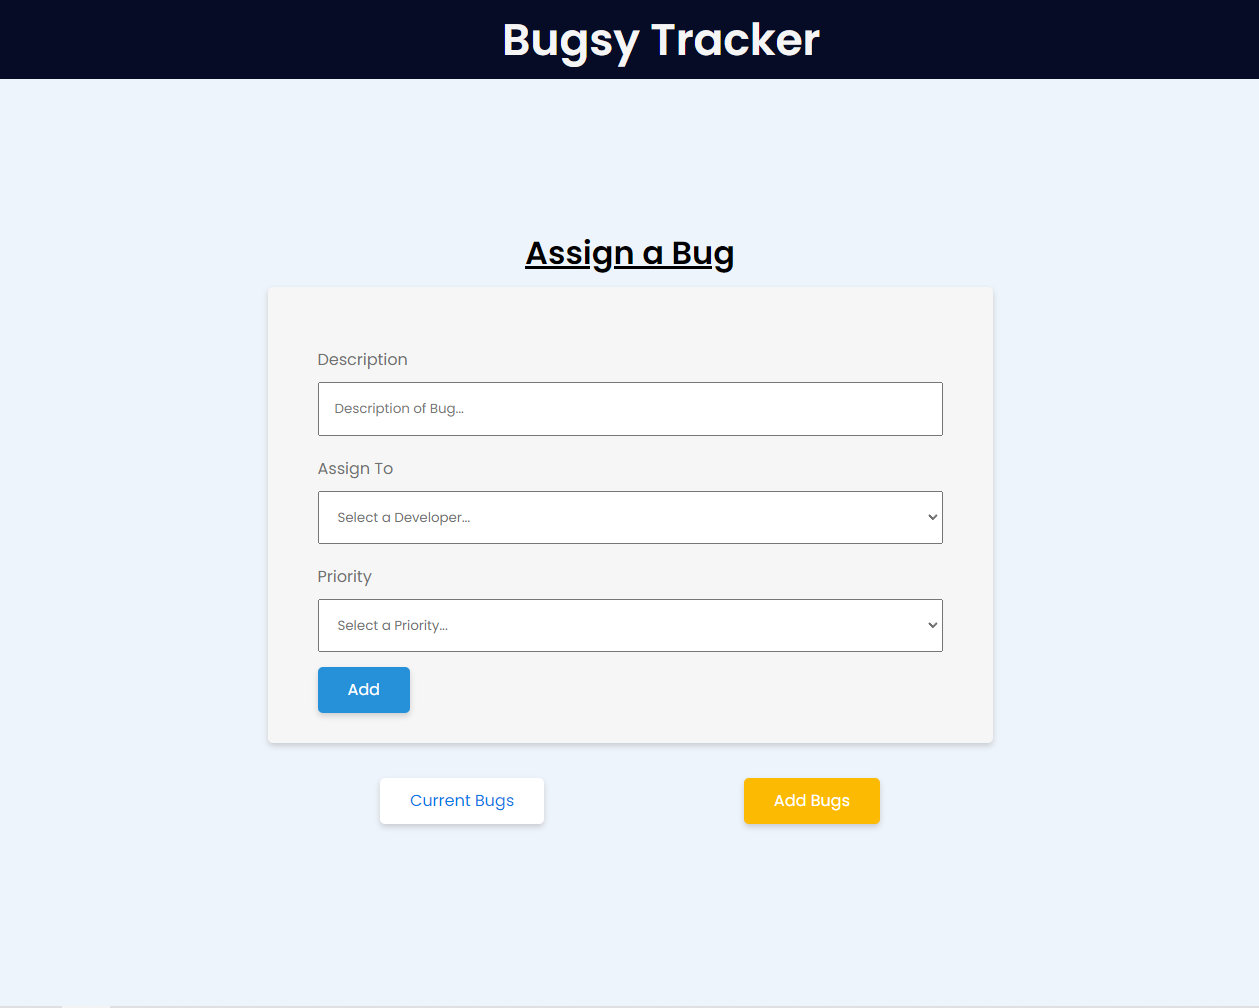 Bugsy Tracker
Assign a Bug
Description
Description of Bug...
Assign To
Select a Developer...
Priority
Select a Priority...
Add
Current Bugs
Add Bugs